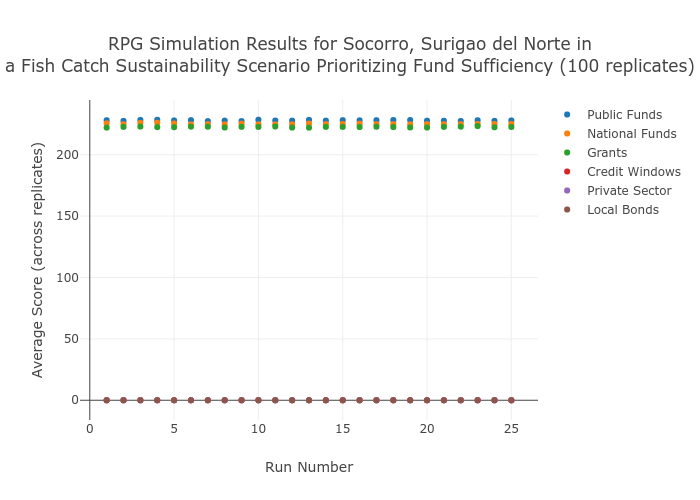 RPG Simulation Results for Socorro, Surigao del Norte in
a Fish Catch Sustainability Scenario Prioritizing Fund Sufficiency (100 replicates)
Average Score (across replicates)
200
150
100
50
0
0 5 10 15 20 25
Run Number
Public Funds
National Funds
Grants
Credit Windows
Private Sector
Local Bonds